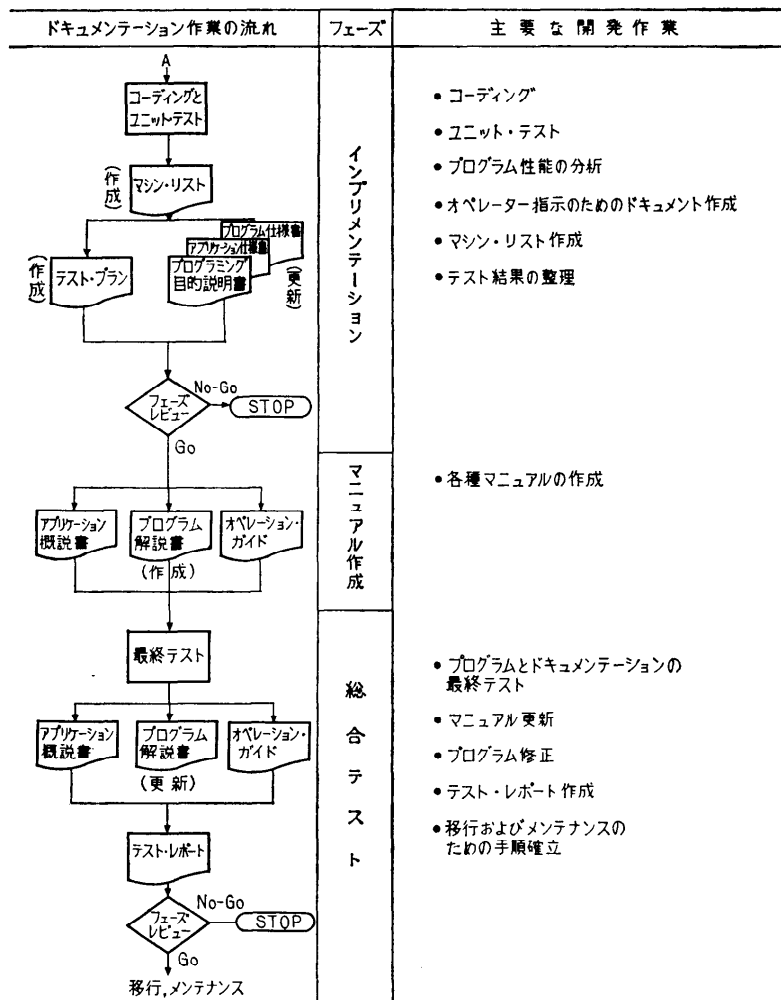 ドキュメンテーション作業の流れ
フェーズ
主要な開発作業
A
コーディングと
ユニット・テスト
(作成)
マシン・リスト
(作成)
テスト・プラン
プログラム仕様書
アプリケーション仕様書
プログラミング
目的説明書
(更新)
フェーズ
レビュー
No-Go
STOP
Go
インプリメンテーション
• コーディング
• ユニット・テスト
• プログラム性能の分析
• オペレーター指示のためのドキュメント作成
• マシン・リスト作成
• テスト結果の整理
アプリケーション
概説書
プログラム
解説書
オペレーション・
ガイド
(作成)
マニュアル作成
• 各種マニュアルの作成
最終テスト
アプリケーション
概説書
プログラム
解説書
オペレーション・
ガイド
(更新)
テスト・レポート
フェーズ
レビュー
No-Go
STOP
Go
移行,メンテナンス
総合テスト
• プログラムとドキュメンテーションの
最終テスト
• マニュアル更新
• プログラム修正
• テスト・レポート作成
• 移行およびメンテナンスの
ための手順確立